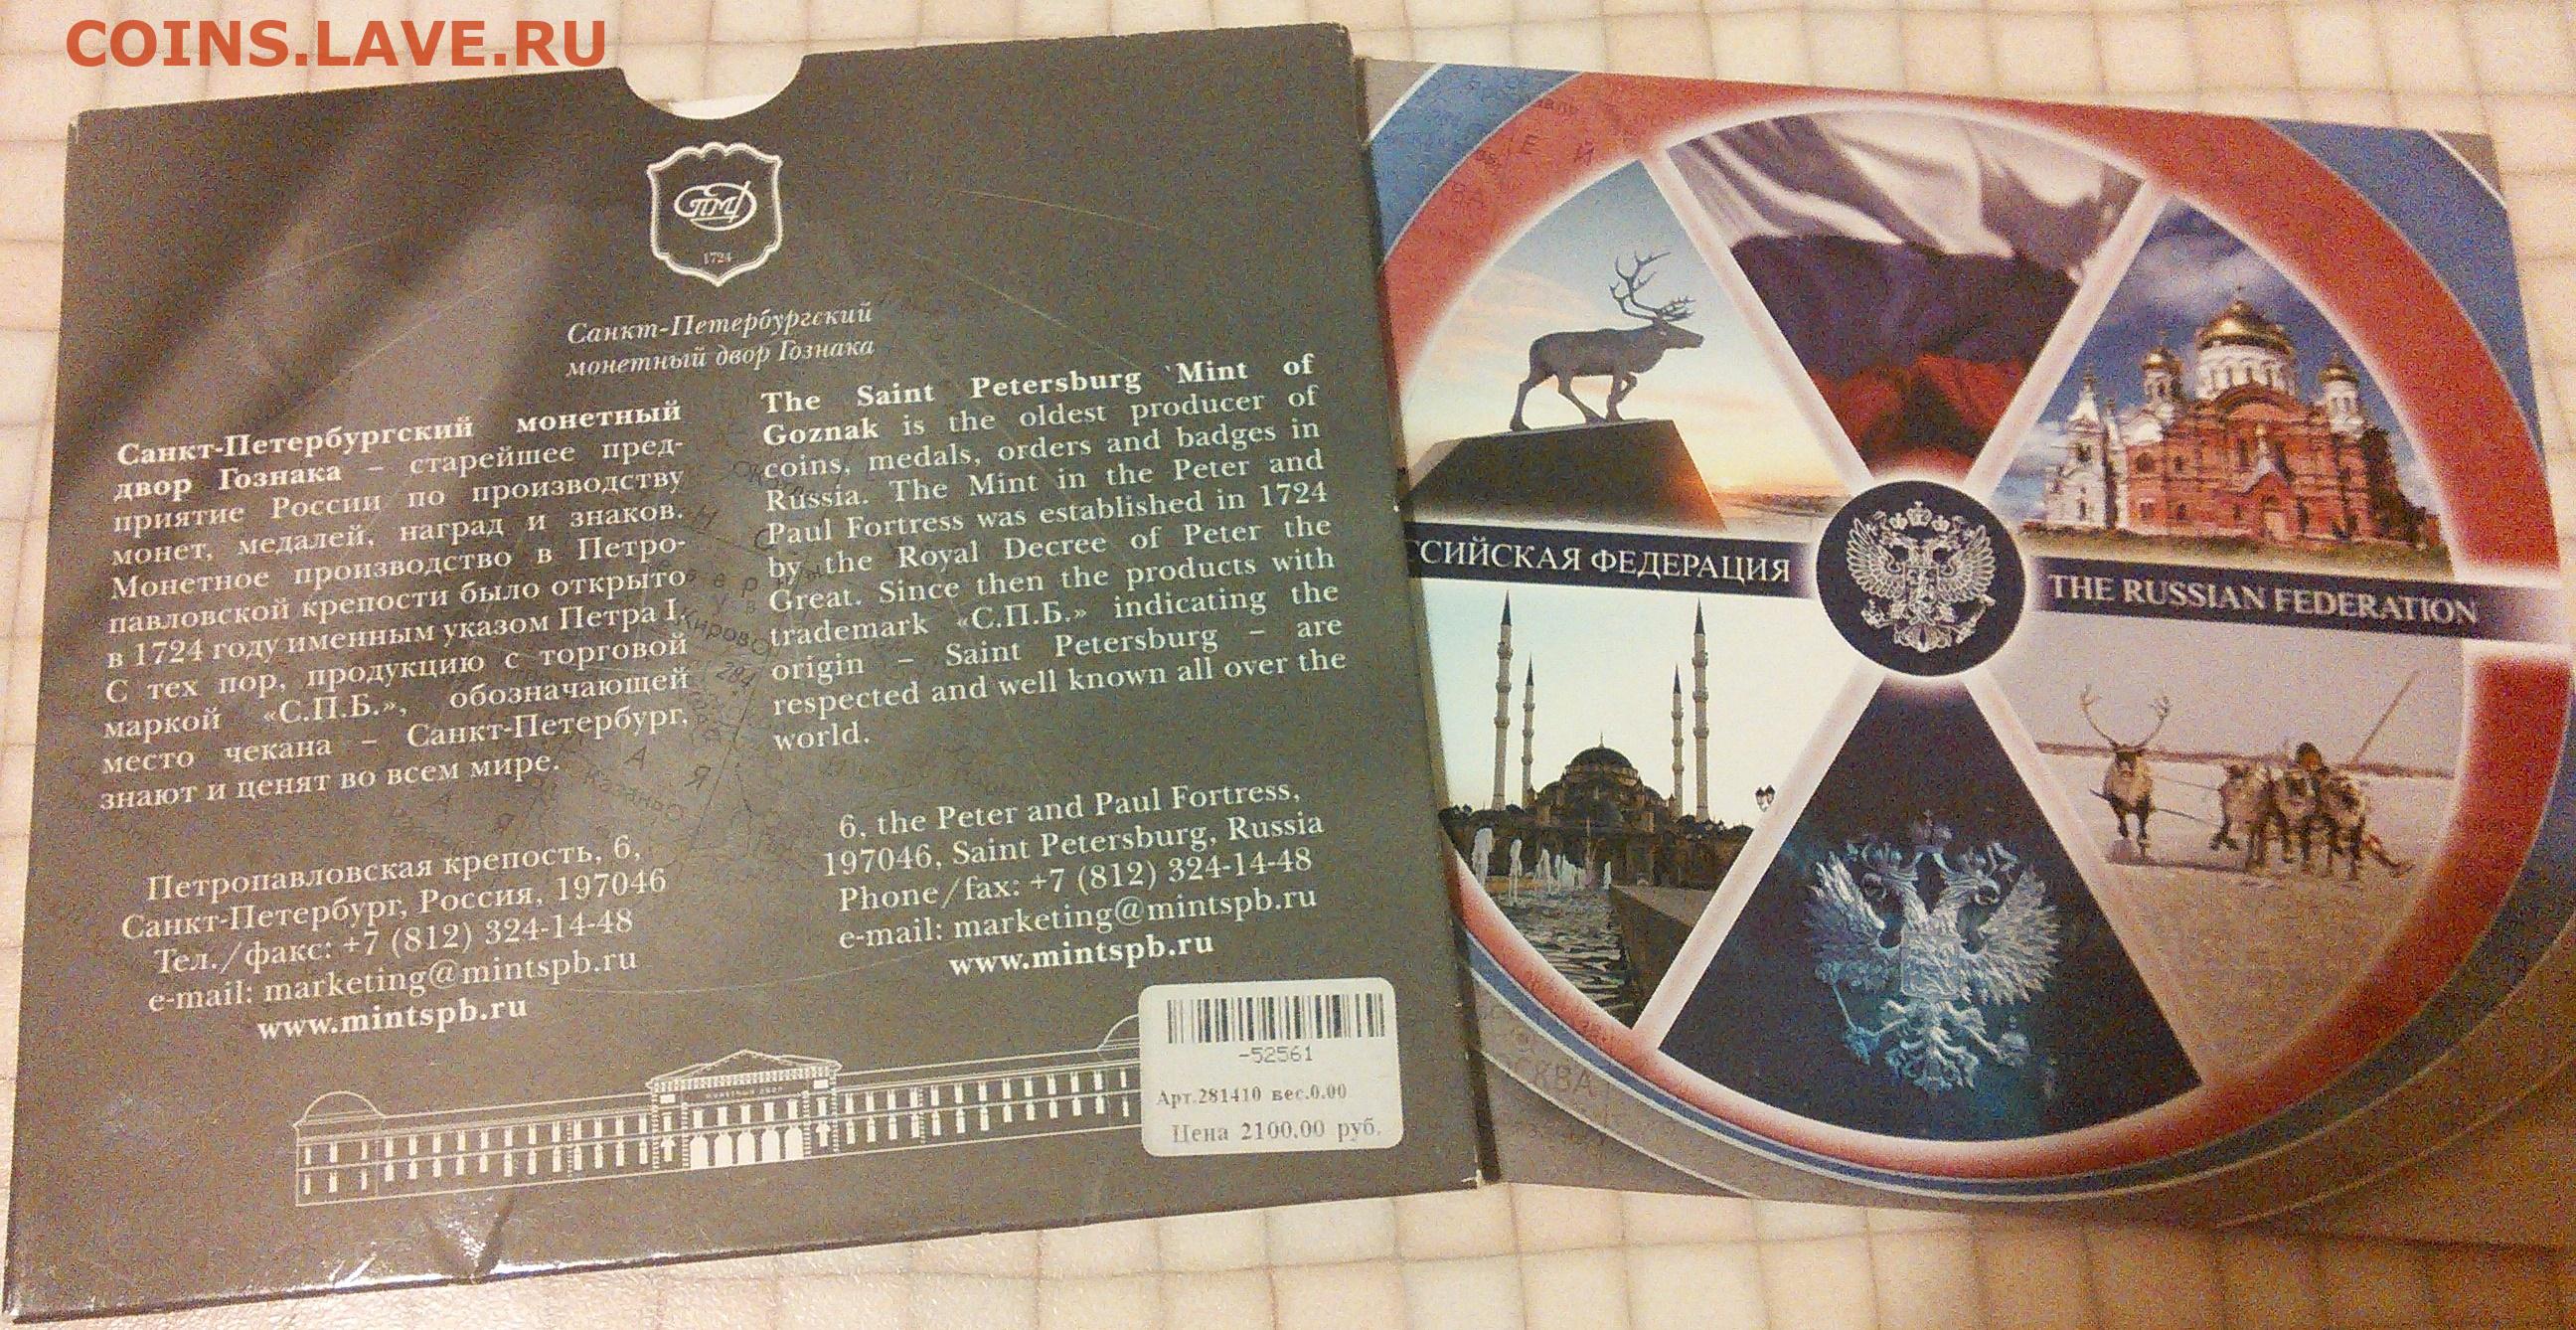 COINS.LAVE.RU
СПМД
1724
Санкт-Петербургский
монетный двор Гознака
Санкт-Петербургский монетный
двор Гознака – старейшее пред-
приятие России по производству
монет, медалей, наград и знаков.
Монетное производство в Петро-
павловской крепости было открыто
в 1724 году именным указом Петра I.
С тех пор, продукцию с торговой
маркой «С.П.Б.», обозначающей
место чекана – Санкт-Петербург,
знают и ценят во всем мире.
Петропавловская крепость, 6,
Санкт-Петербург, Россия, 197046
Тел./факс: +7 (812) 324-14-48
e-mail: marketing@mintspb.ru
www.mintspb.ru
The Saint Petersburg Mint of
Goznak is the oldest producer of
coins, medals, orders and badges in
Russia. The Mint in the Peter and
Paul Fortress was established in 1724
by the Royal Decree of Peter the
Great. Since then the products with
trademark «С.П.Б.» indicating the
origin – Saint Petersburg – are
respected and well known all over the
world.
6, the Peter and Paul Fortress,
197046, Saint Petersburg, Russia
Phone/fax: +7 (812) 324-14-48
e-mail: marketing@mintspb.ru
www.mintspb.ru
-52561
Арт.281410 вес.0.00
Цена 2100.00 руб.
ССИЙСКАЯ ФЕДЕРАЦИЯ
THE RUSSIAN FEDERATION